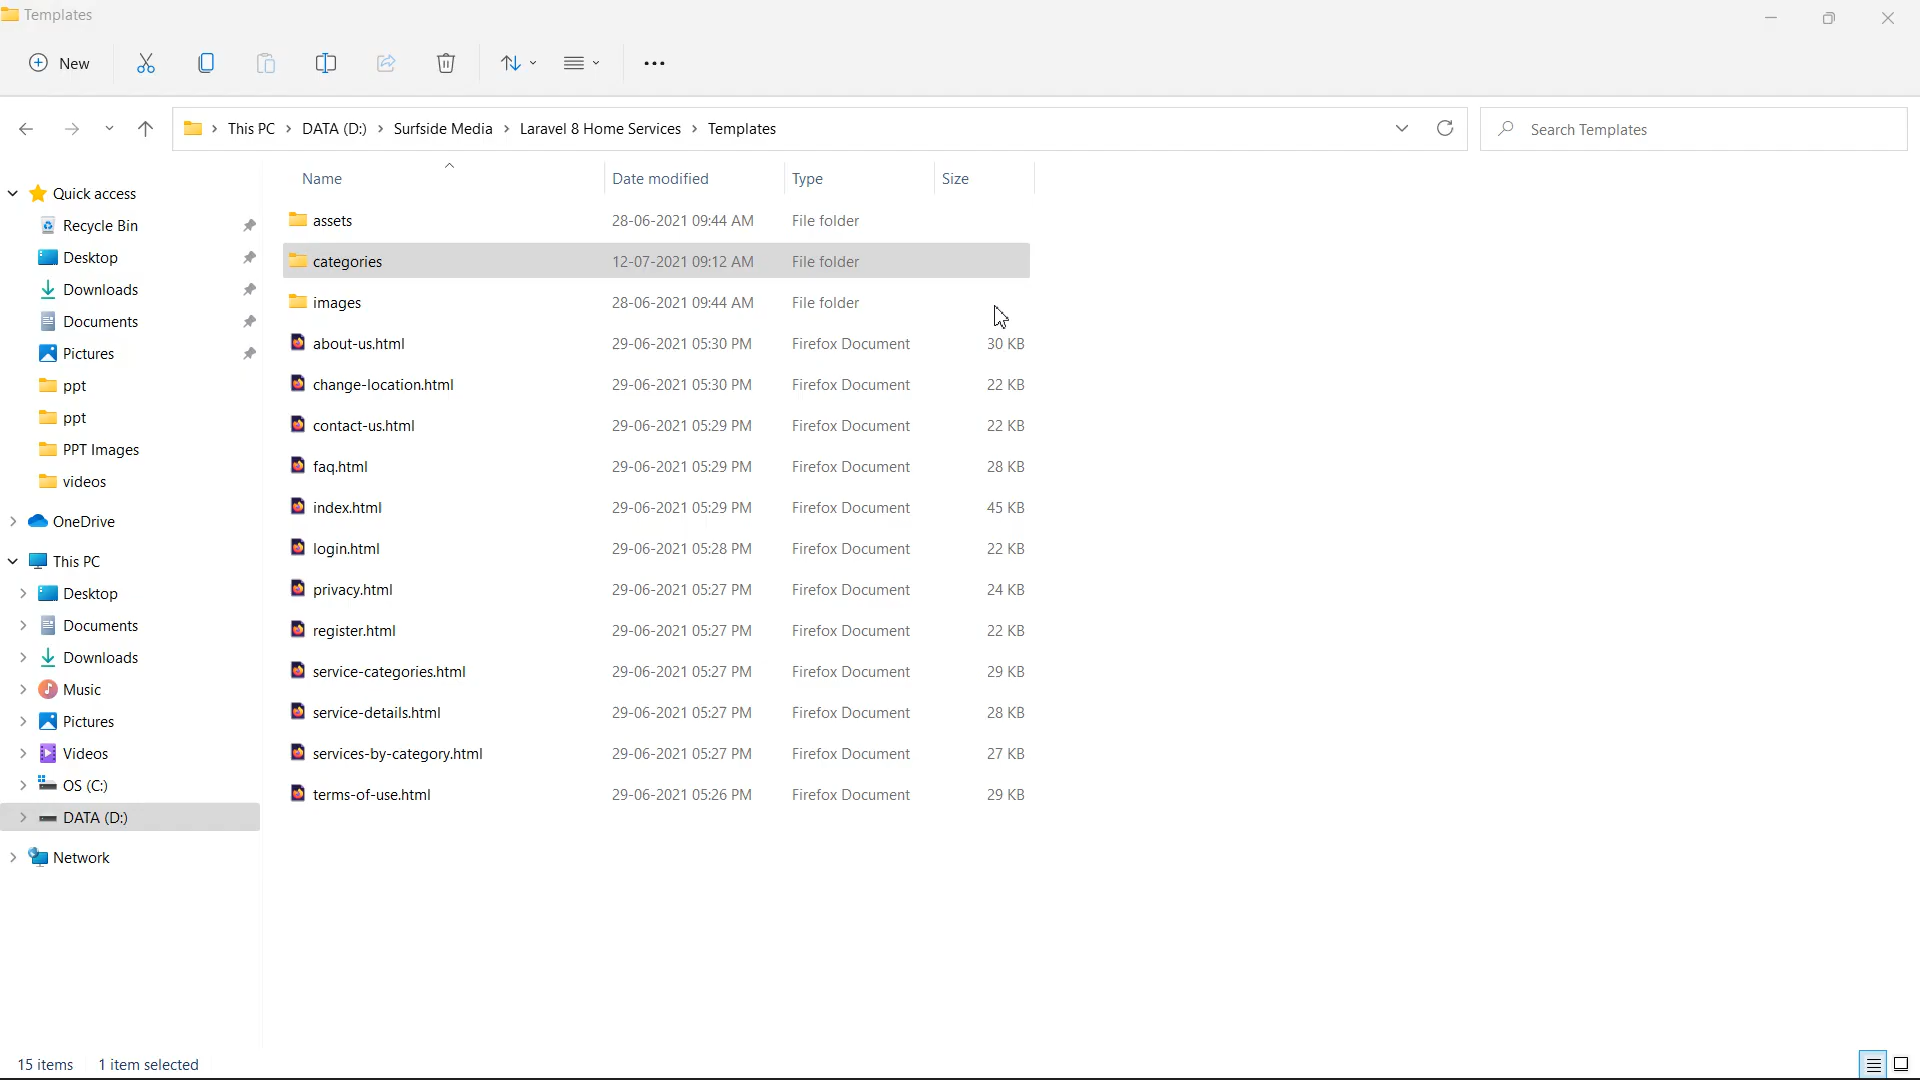 Templates
New
This PC > DATA (D:) > Surfside Media > Laravel 8 Home Services > Templates
Search Templates
Quick access
Recycle Bin
Desktop
Downloads
Documents
Pictures
ppt
ppt
PPT Images
videos
OneDrive
This PC
Desktop
Documents
Downloads
Music
Pictures
Videos
OS (C:)
DATA (D:)
Network
Name Date modified Type Size
assets 28-06-2021 09:44 AM File folder
categories 12-07-2021 09:12 AM File folder
images 28-06-2021 09:44 AM File folder
about-us.html 29-06-2021 05:30 PM Firefox Document 30 KB
change-location.html 29-06-2021 05:30 PM Firefox Document 22 KB
contact-us.html 29-06-2021 05:29 PM Firefox Document 22 KB
faq.html 29-06-2021 05:29 PM Firefox Document 28 KB
index.html 29-06-2021 05:29 PM Firefox Document 45 KB
login.html 29-06-2021 05:28 PM Firefox Document 22 KB
privacy.html 29-06-2021 05:27 PM Firefox Document 24 KB
register.html 29-06-2021 05:27 PM Firefox Document 22 KB
service-categories.html 29-06-2021 05:27 PM Firefox Document 29 KB
service-details.html 29-06-2021 05:27 PM Firefox Document 28 KB
services-by-category.html 29-06-2021 05:27 PM Firefox Document 27 KB
terms-of-use.html 29-06-2021 05:26 PM Firefox Document 29 KB
15 items 1 item selected